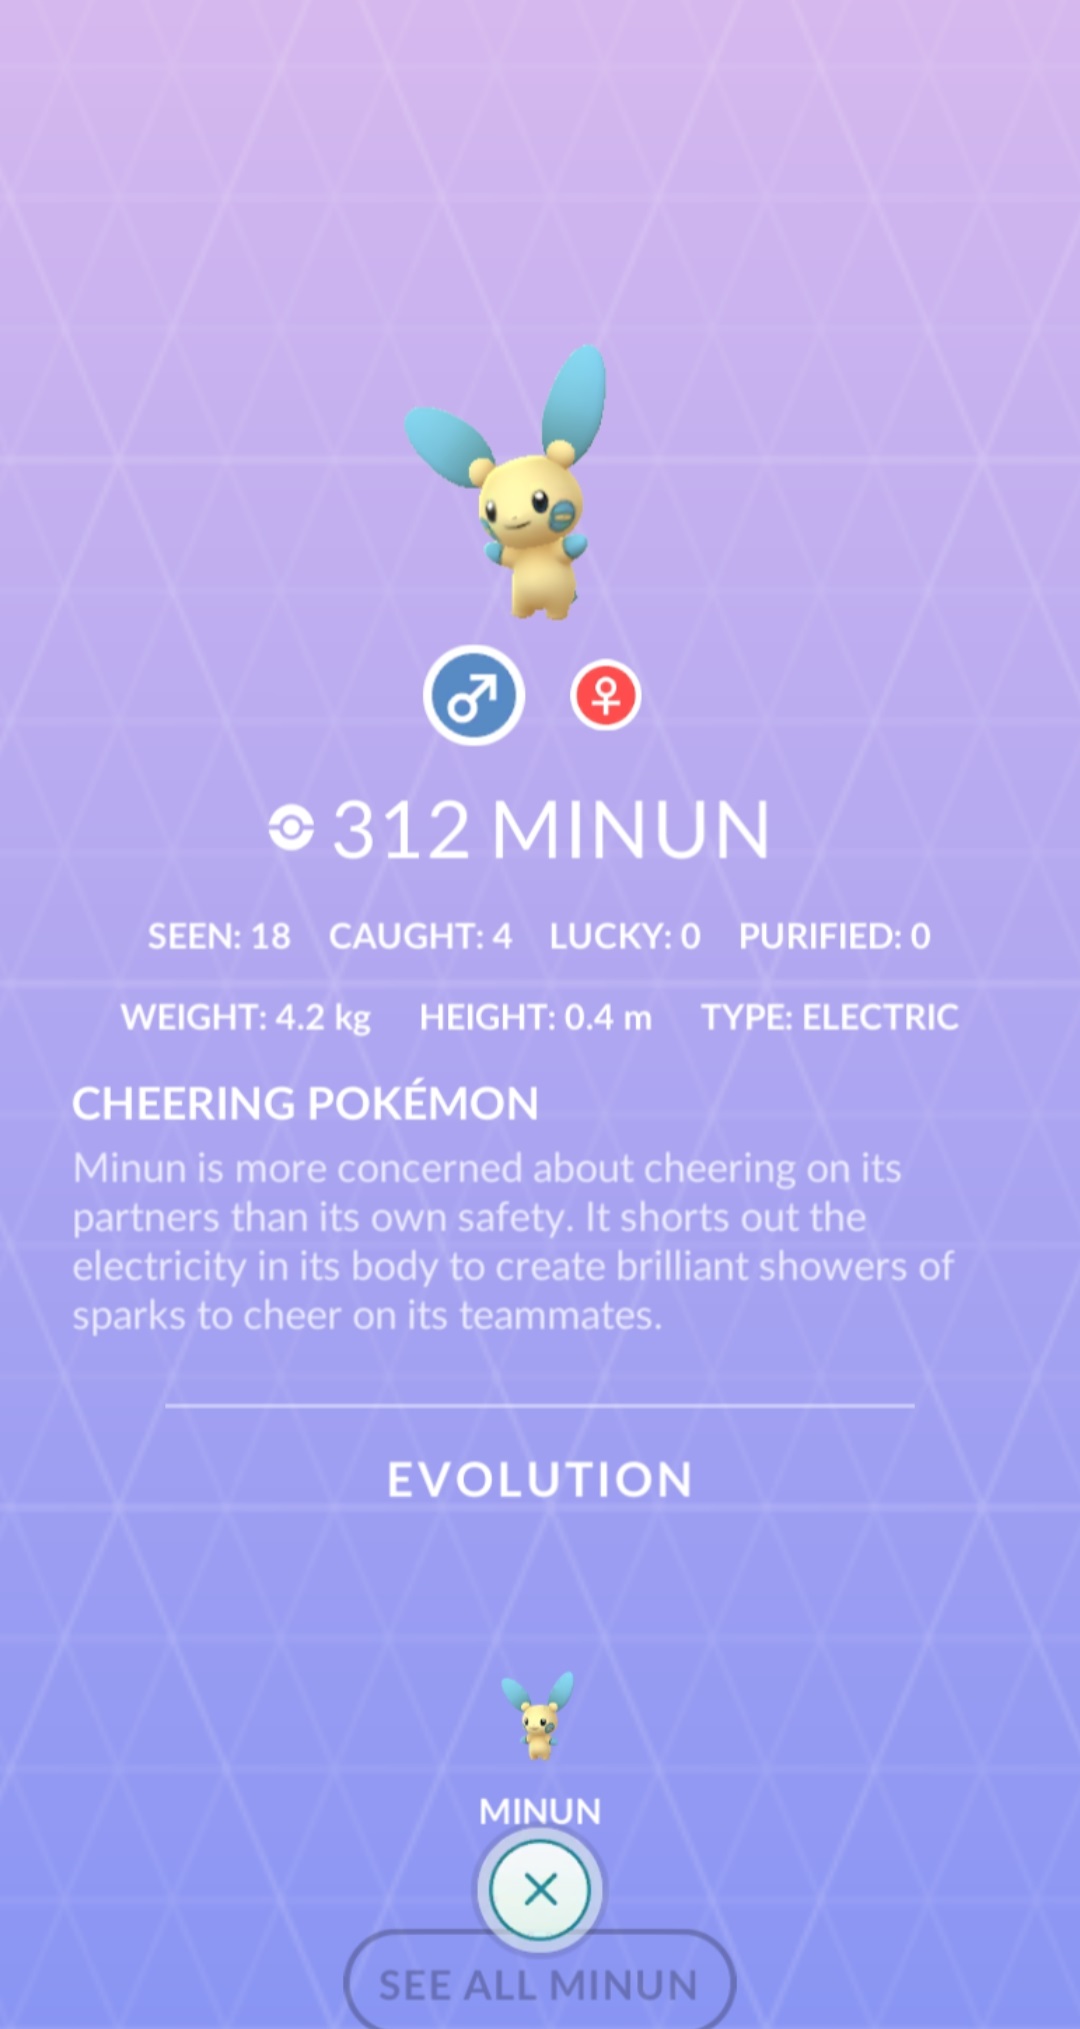 312 MINUN
SEEN: 18 CAUGHT: 4 LUCKY: 0 PURIFIED: 0
WEIGHT: 4.2 kg HEIGHT: 0.4 m TYPE: ELECTRIC
CHEERING POKÉMON
Minun is more concerned about cheering on its
partners than its own safety. It shorts out the
electricity in its body to create brilliant showers of
sparks to cheer on its teammates.
EVOLUTION
MINUN
SEE ALL MINUN